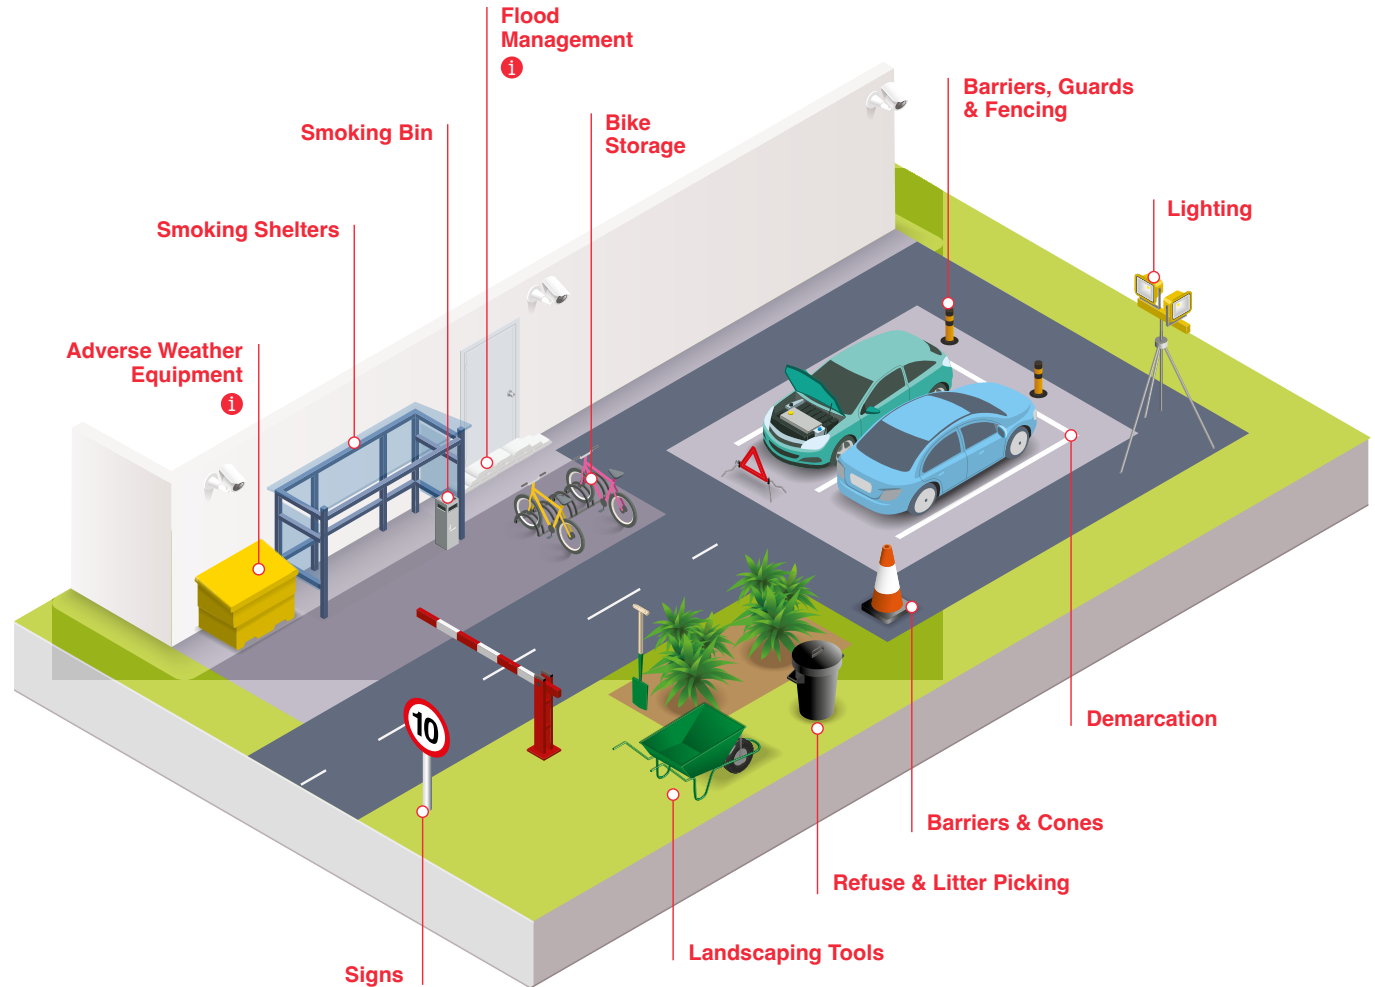 Flood
Management
i
Barriers, Guards
& Fencing
Smoking Bin
Bike
Storage
Lighting
Smoking Shelters
Adverse Weather
Equipment
i
10
Demarcation
Barriers & Cones
Refuse & Litter Picking
Landscaping Tools
Signs